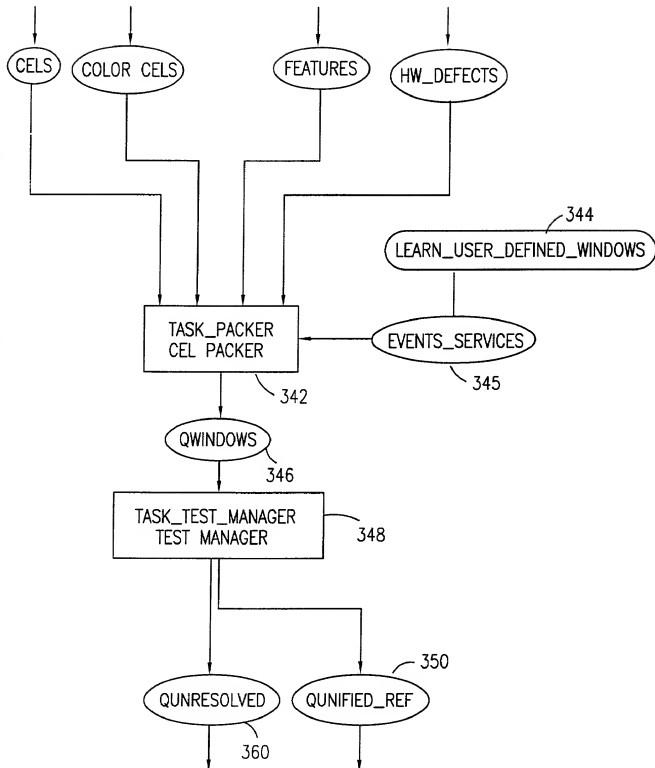 CELS
COLOR CELS
FEATURES
HW_DEFECTS
344
LEARN_USER_DEFINED_WINDOWS
TASK_PACKER
CEL PACKER
EVENTS_SERVICES
342
345
QWINDOWS
346
TASK_TEST_MANAGER
TEST MANAGER
348
350
QUNRESOLVED
QUNIFIED_REF
360